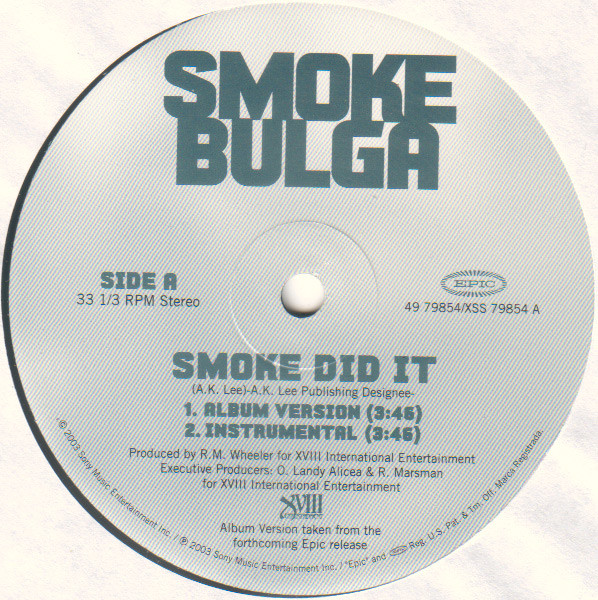 SMOKE
BULGA
SIDE A
33 1/3 RPM Stereo
EPIC
49 79854/XSS 79854 A
SMOKE DID IT
(A.K. Lee)-A.K. Lee Publishing Designee-
1. ALBUM VERSION (3:46)
2. INSTRUMENTAL (3:46)
Produced by R.M. Wheeler for XVIII International Entertainment
Executive Producers: O. Landy Alicea & R. Marsman
for XVIII International Entertainment
XVIII
Album Version taken from the
forthcoming Epic release
© 2003 Sony Music Entertainment Inc. / ℗ 2003 Sony Music Entertainment Inc. / "Epic" and EPIC Reg. U.S. Pat. & Tm. Off. Marca Registrada.